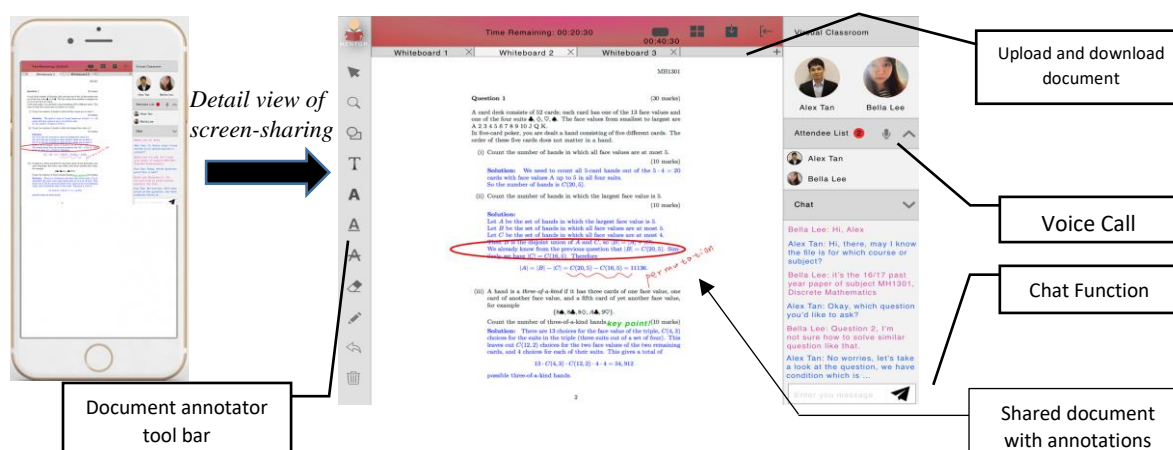 Detail view of
screen-sharing
Document annotator
tool bar
MENTOR
Time Remaining: 00:20:30
00:40:30
Whiteboard 1
Whiteboard 2
Whiteboard 3
MH1301
Question 1 (30 marks)
A card deck consists of 52 cards; each card has one of the 13 face values and
one of the four suits ♣, ◇, ♡, ♠. The face values from smallest to largest are
A 2 3 4 5 6 7 8 9 10 J Q K.
In five-card poker, you are dealt a hand consisting of five different cards. The
order of these five cards does not matter in a hand.
(i) Count the number of hands in which all face values are at most 5.
(10 marks)
Solution: We need to count all 5-card hands out of the 5 · 4 = 20
cards with face values A up to 5 in all four suits.
So the number of hands is C(20, 5).
(ii) Count the number of hands in which the largest face value is 5.
(10 marks)
Solution:
Let A be the set of hands in which the largest face value is 5.
Let B be the set of hands in which all face values are at most 5.
Let C be the set of hands in which all face values are at most 4.
Then B is the disjoint union of A and C, so
We already know from the previous question that |B| = C(20, 5). Sim-
ilarly we have |C| = C(16, 5). Therefore
|A| = |B| − |C| = C(20, 5) − C(16, 5) = 11136.
permutation
(iii) A hand is a three-of-a-kind if it has three cards of one face value, one
card of another face value, and a fifth card of yet another face value,
for example
Count the number of three-of-a-kind hands. key point! (10 marks)
Solution: There are 13 choices for the face value of the triple, C(4, 3)
choices for the suits in the triple (three suits out of a set of four). This
leaves out C(12, 2) choices for the two face values of the two remaining
cards, and 4 choices for each of their suits. This gives a total of
13 · C(4, 3) · C(12, 2) · 4 · 4 = 54, 912
possible three-of-a-kind hands.
Virtual Classroom
Alex Tan
Bella Lee
Attendee List 2
Alex Tan
Bella Lee
Chat
Bella Lee: Hi, Alex
Alex Tan: Hi, there, may I know
the file is for which course or
subject?
Bella Lee: it's the 16/17 past
year paper of subject MH1301,
Discrete Mathematics
Alex Tan: Okay, which question
you'd like to ask?
Bella Lee: Question 2, I'm
not sure how to solve similar
question like that.
Alex Tan: No worries, let's take
a look at the question, we have
condition which is ...
Enter you message
Upload and download
document
Voice Call
Chat Function
Shared document
with annotations